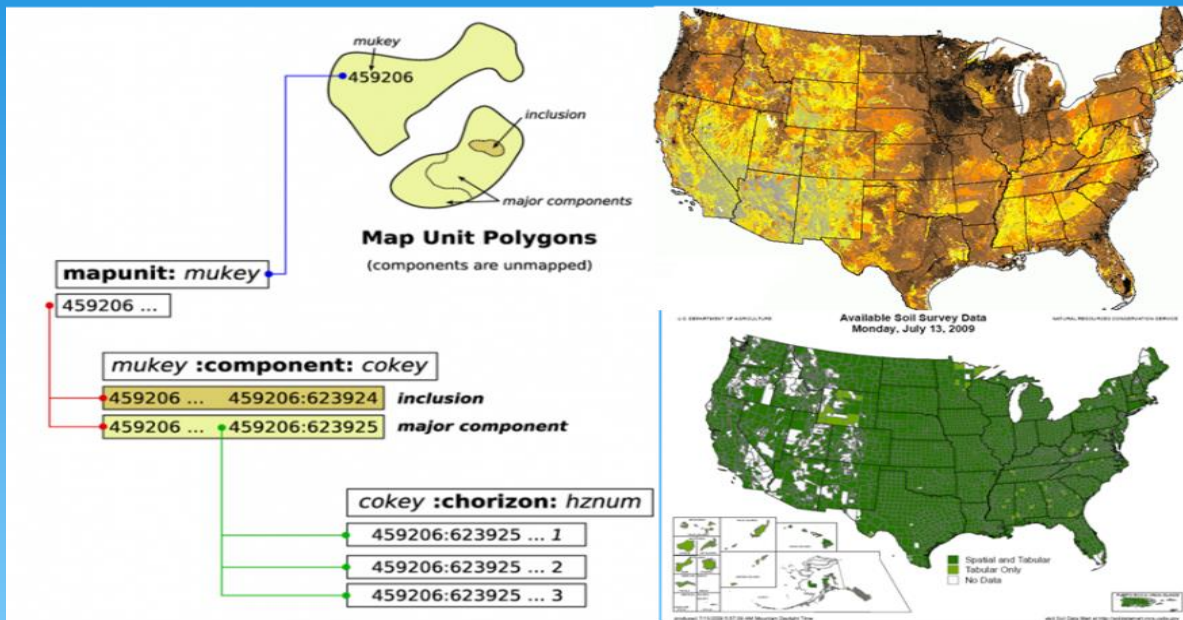 mukey
459206
inclusion
major components
Map Unit Polygons
(components are unmapped)
mapunit: mukey
459206 ...
mukey :component: cokey
459206 ... 459206:623924 inclusion
459206 ... 459206:623925 major component
cokey :chorizon: hznum
459206:623925 ... 1
459206:623925 ... 2
459206:623925 ... 3
U.S. DEPARTMENT OF AGRICULTURE
Available Soil Survey Data
NATURAL RESOURCES CONSERVATION SERVICE
Monday, July 13, 2009
Spatial and Tabular
Tabular Only
No Data